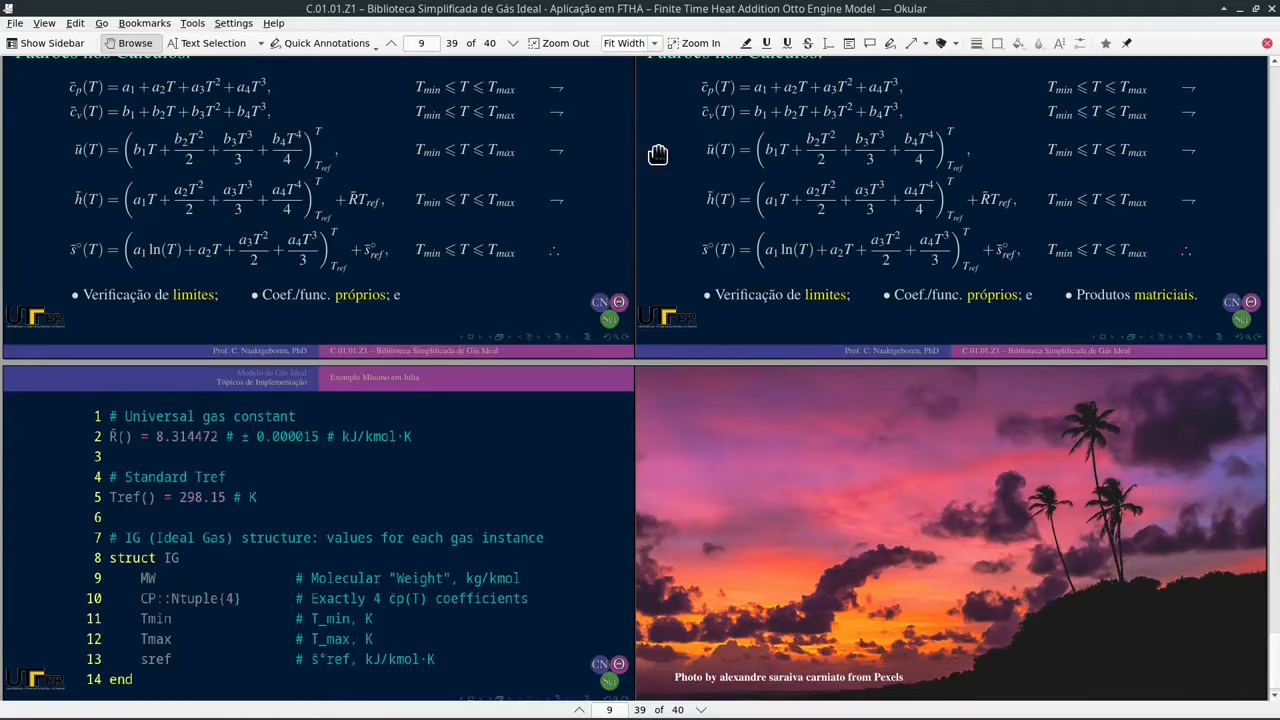 C.01.01.Z1 – Biblioteca Simplificada de Gás Ideal - Aplicação em FTHA – Finite Time Heat Addition Otto Engine Model — Okular
File View Edit Go Bookmarks Tools Settings Help
Show Sidebar Browse Text Selection Quick Annotations 9 39 of 40 Zoom Out Fit Width Zoom In
c̄p(T) = a1 + a2T + a3T² + a4T³, Tmin ⩽ T ⩽ Tmax →
c̄v(T) = b1 + b2T + b3T² + b4T³, Tmin ⩽ T ⩽ Tmax →
ū(T) = (b1T + b2T²/2 + b3T³/3 + b4T⁴/4)|T Tref, Tmin ⩽ T ⩽ Tmax →
h̄(T) = (a1T + a2T²/2 + a3T³/3 + a4T⁴/4)|T Tref + R̄Tref, Tmin ⩽ T ⩽ Tmax →
s̄°(T) = (a1 ln(T) + a2T + a3T²/2 + a4T³/3)|T Tref + s̄°ref, Tmin ⩽ T ⩽ Tmax ∴
• Verificação de limites; • Coef./func. próprios; e
UTFPR
CN
Sci
Prof. C. Naaktgeboren, PhD C.01.01.Z1 – Biblioteca Simplificada de Gás Ideal
c̄p(T) = a1 + a2T + a3T² + a4T³, Tmin ⩽ T ⩽ Tmax →
c̄v(T) = b1 + b2T + b3T² + b4T³, Tmin ⩽ T ⩽ Tmax →
ū(T) = (b1T + b2T²/2 + b3T³/3 + b4T⁴/4)|T Tref, Tmin ⩽ T ⩽ Tmax →
h̄(T) = (a1T + a2T²/2 + a3T³/3 + a4T⁴/4)|T Tref + R̄Tref, Tmin ⩽ T ⩽ Tmax →
s̄°(T) = (a1 ln(T) + a2T + a3T²/2 + a4T³/3)|T Tref + s̄°ref, Tmin ⩽ T ⩽ Tmax ∴
• Verificação de limites; • Coef./func. próprios; e • Produtos matriciais.
UTFPR
CN
Sci
Prof. C. Naaktgeboren, PhD C.01.01.Z1 – Biblioteca Simplificada de Gás Ideal
Modelo de Gás Ideal
Tópicos de Implementação Exemplo Mínimo em Julia
1 # Universal gas constant
2 R̄() = 8.314472 # ± 0.000015 # kJ/kmol·K
3
4 # Standard Tref
5 Tref() = 298.15 # K
6
7 # IG (Ideal Gas) structure: values for each gas instance
8 struct IG
9 MW # Molecular "Weight", kg/kmol
10 CP::Ntuple{4} # Exactly 4 c̄p(T) coefficients
11 Tmin # T_min, K
12 Tmax # T_max, K
13 sref # s̄°ref, kJ/kmol·K
14 end
UTFPR
CN
Sci
Photo by alexandre saraiva carniato from Pexels
9 39 of 40